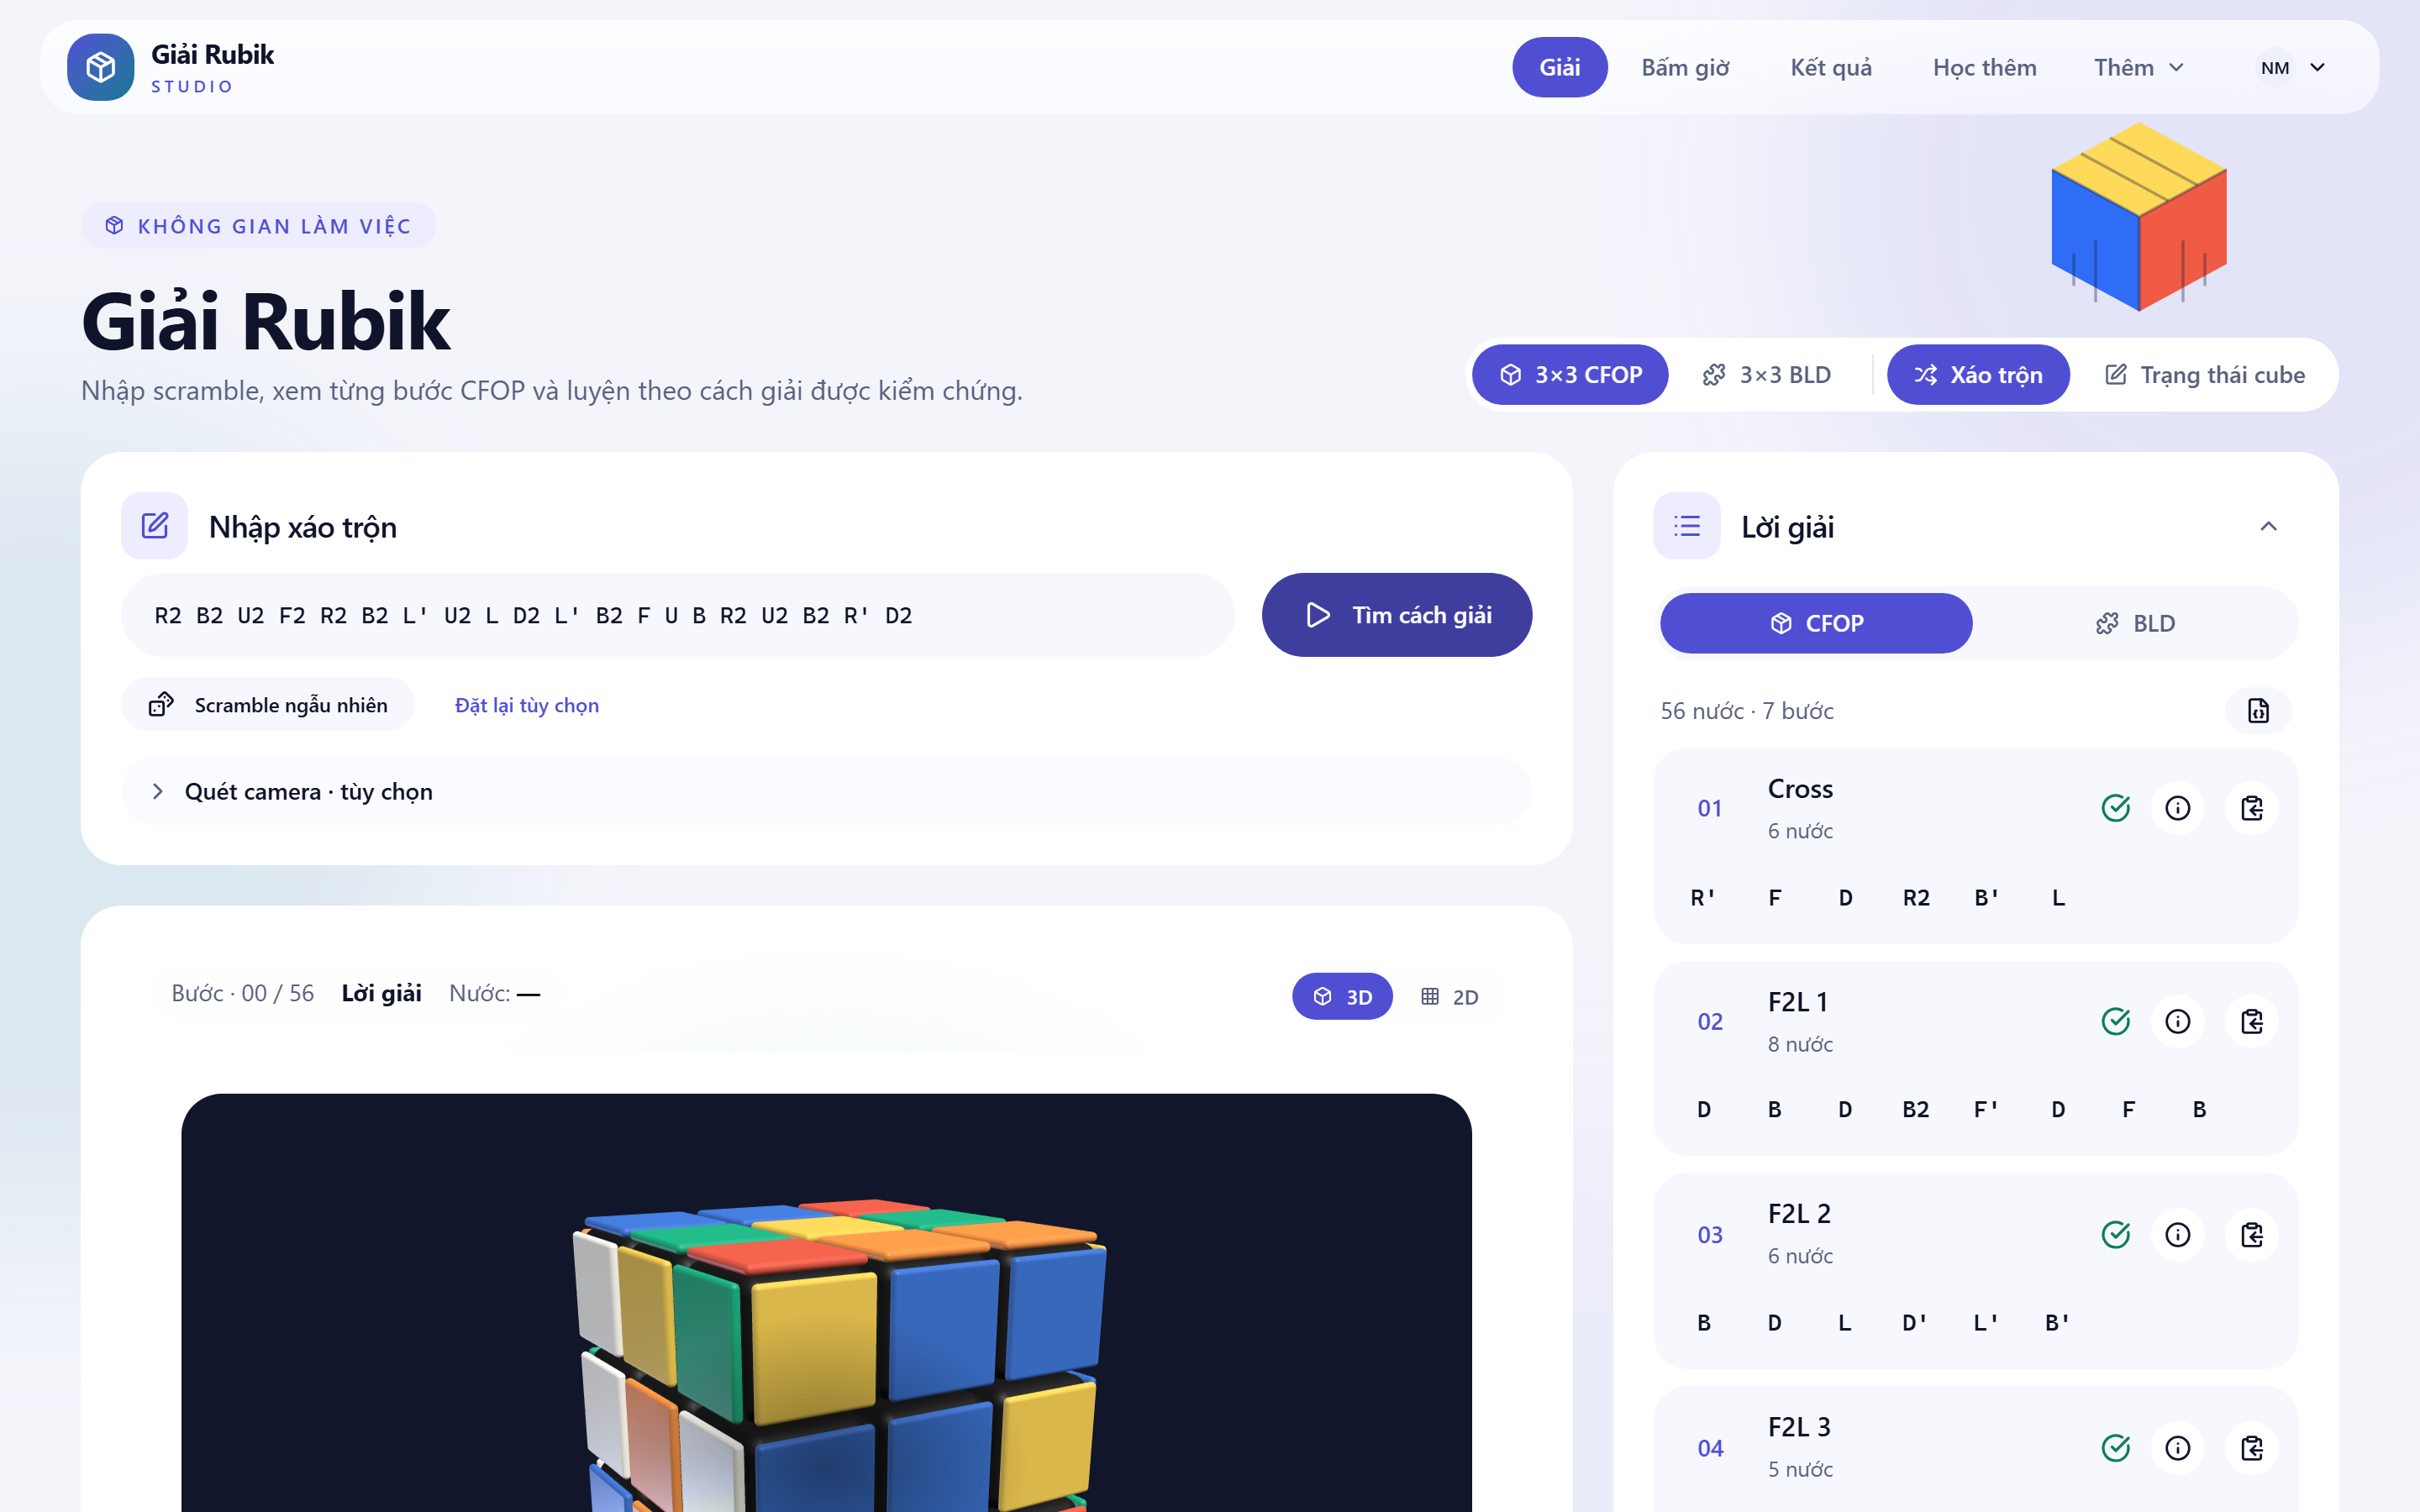 Giải Rubik
STUDIO
Giải
Bấm giờ
Kết quả
Học thêm
Thêm
NM
KHÔNG GIAN LÀM VIỆC
Giải Rubik
Nhập scramble, xem từng bước CFOP và luyện theo cách giải được kiểm chứng.
3×3 CFOP
3×3 BLD
Xáo trộn
Trạng thái cube
Nhập xáo trộn
R2 B2 U2 F2 R2 B2 L' U2 L D2 L' B2 F U B R2 U2 B2 R' D2
Tìm cách giải
Scramble ngẫu nhiên
Đặt lại tùy chọn
Quét camera · tùy chọn
Bước · 00 / 56
Lời giải
Nước: —
3D
2D
Lời giải
CFOP
BLD
56 nước · 7 bước
01
Cross
6 nước
R' F D R2 B' L
02
F2L 1
8 nước
D B D B2 F' D F B
03
F2L 2
6 nước
B D L D' L' B'
04
F2L 3
5 nước